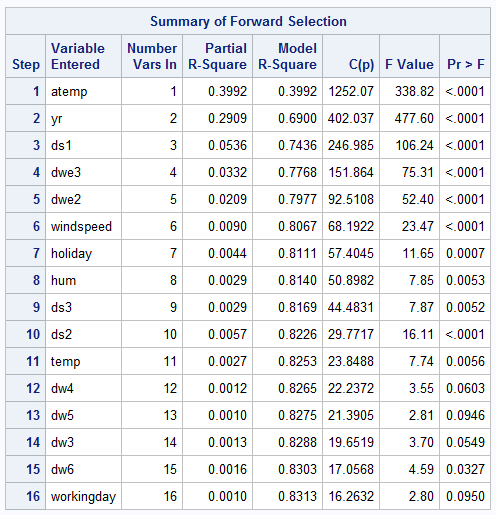 Summary of Forward Selection
Step Variable Entered Number Vars In Partial R-Square Model R-Square C(p) F Value Pr > F
1 atemp 1 0.3992 0.3992 1252.07 338.82 <.0001
2 yr 2 0.2909 0.6900 402.037 477.60 <.0001
3 ds1 3 0.0536 0.7436 246.985 106.24 <.0001
4 dwe3 4 0.0332 0.7768 151.864 75.31 <.0001
5 dwe2 5 0.0209 0.7977 92.5108 52.40 <.0001
6 windspeed 6 0.0090 0.8067 68.1922 23.47 <.0001
7 holiday 7 0.0044 0.8111 57.4045 11.65 0.0007
8 hum 8 0.0029 0.8140 50.8982 7.85 0.0053
9 ds3 9 0.0029 0.8169 44.4831 7.87 0.0052
10 ds2 10 0.0057 0.8226 29.7717 16.11 <.0001
11 temp 11 0.0027 0.8253 23.8488 7.74 0.0056
12 dw4 12 0.0012 0.8265 22.2372 3.55 0.0603
13 dw5 13 0.0010 0.8275 21.3905 2.81 0.0946
14 dw3 14 0.0013 0.8288 19.6519 3.70 0.0549
15 dw6 15 0.0016 0.8303 17.0568 4.59 0.0327
16 workingday 16 0.0010 0.8313 16.2632 2.80 0.0950